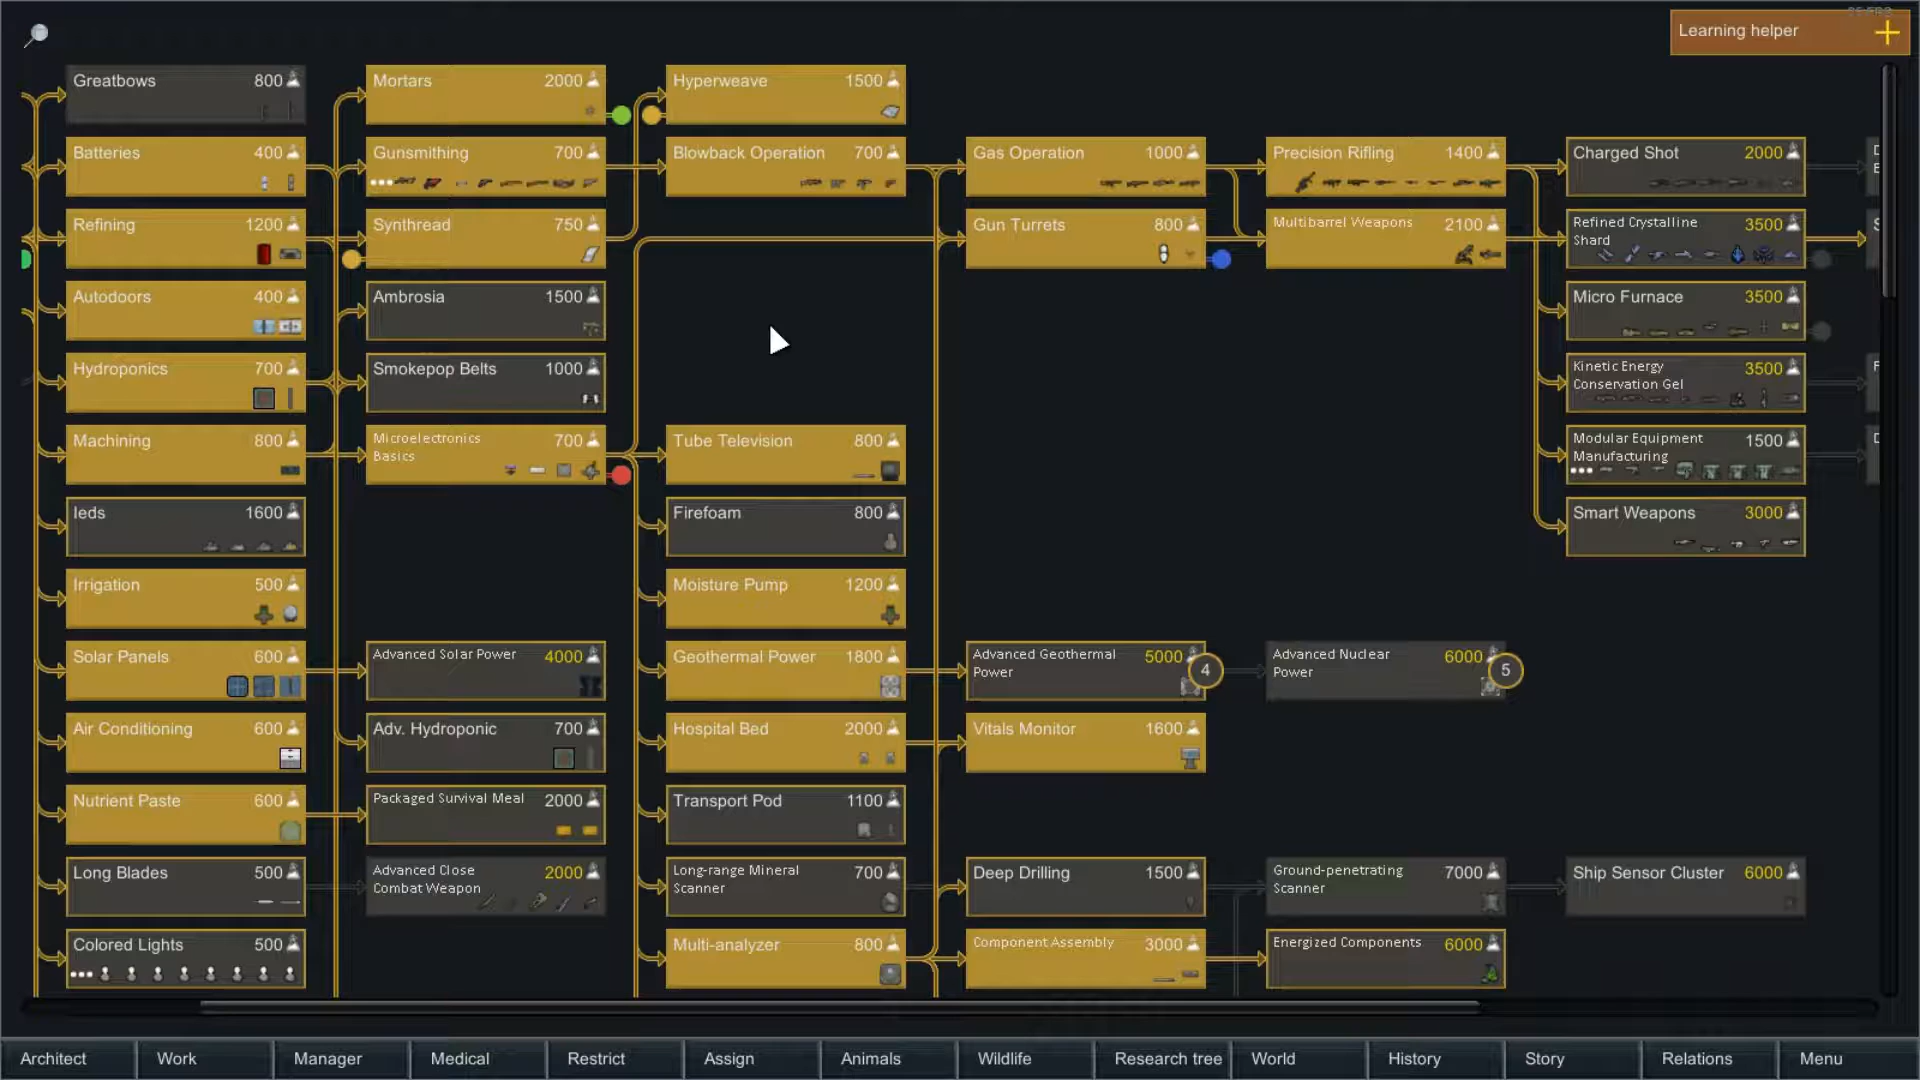 Learning helper
Greatbows 800
Mortars 2000
Hyperweave 1500
Batteries 400
Gunsmithing 700
Blowback Operation 700
Gas Operation 1000
Precision Rifling 1400
Charged Shot 2000
Refining 1200
Synthread 750
Gun Turrets 800
Multibarrel Weapons 2100
Refined Crystalline
Shard 3500
Autodoors 400
Ambrosia 1500
Micro Furnace 3500
Hydroponics 700
Smokepop Belts 1000
Kinetic Energy
Conservation Gel 3500
Machining 800
Microelectronics
Basics 700
Tube Television 800
Modular Equipment
Manufacturing 1500
Ieds 1600
Firefoam 800
Smart Weapons 3000
Irrigation 500
Moisture Pump 1200
Solar Panels 600
Advanced Solar Power 4000
Geothermal Power 1800
Advanced Geothermal
Power 5000 4
Advanced Nuclear
Power 6000 5
Air Conditioning 600
Adv. Hydroponic 700
Hospital Bed 2000
Vitals Monitor 1600
Nutrient Paste 600
Packaged Survival Meal 2000
Transport Pod 1100
Long Blades 500
Advanced Close
Combat Weapon 2000
Long-range Mineral
Scanner 700
Deep Drilling 1500
Ground-penetrating
Scanner 7000
Ship Sensor Cluster 6000
Colored Lights 500
Multi-analyzer 800
Component Assembly 3000
Energized Components 6000
Architect Work Manager Medical Restrict Assign Animals Wildlife Research tree World History Story Relations Menu